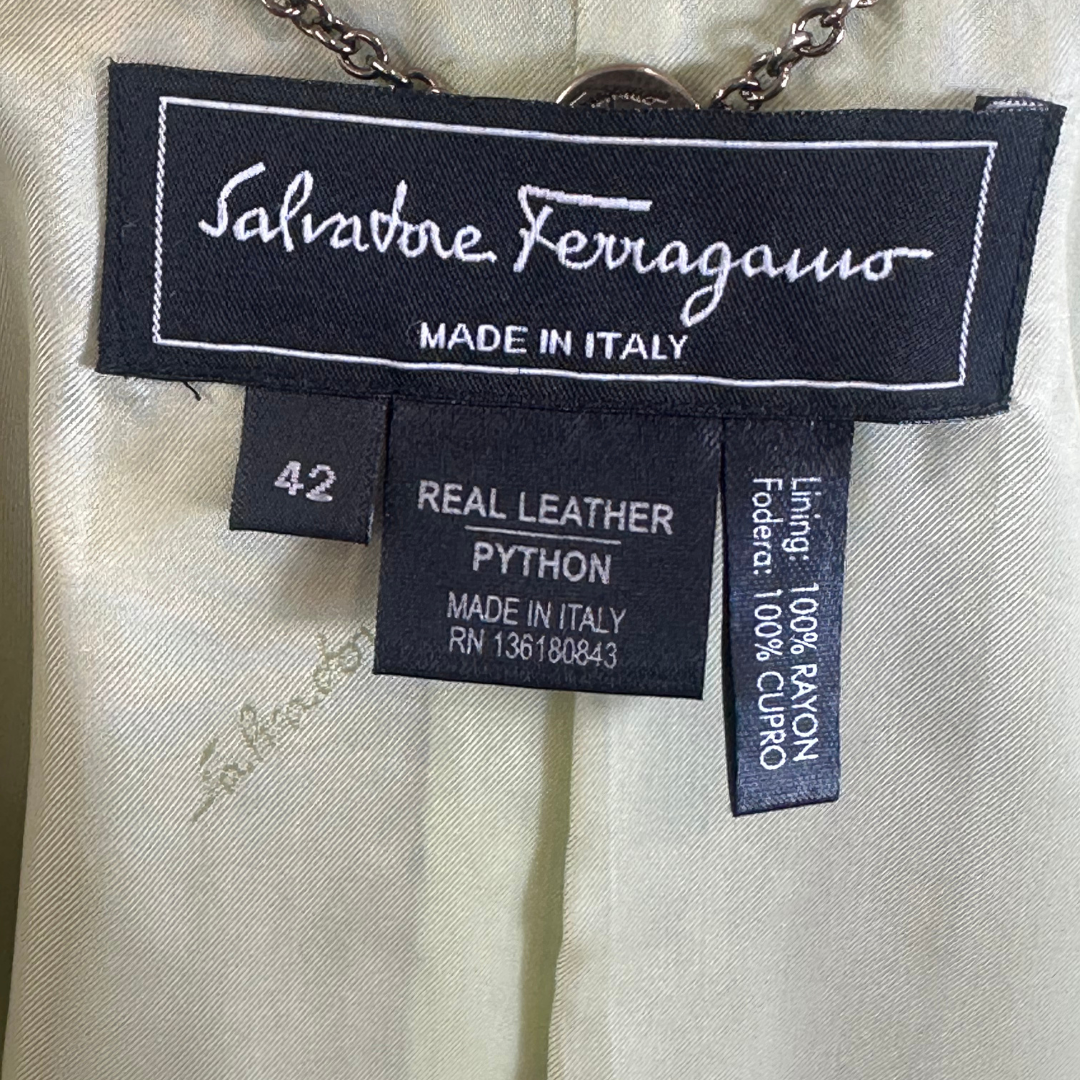 Salvatore Ferragamo
MADE IN ITALY
42
REAL LEATHER
PYTHON
MADE IN ITALY
RN 136180843
Lining: 100% RAYON
Fodera: 100% CUPRO
Salvatore